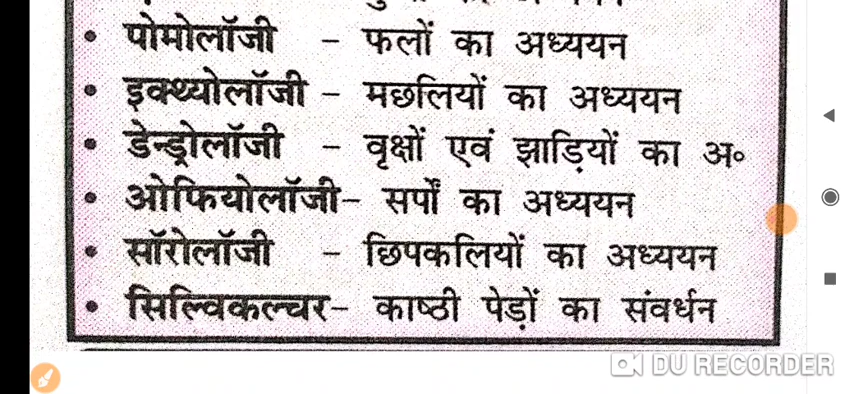 • पोमोलॉजी - फलों का अध्ययन
• इक्थ्योलॉजी - मछलियों का अध्ययन
• डेन्ड्रोलॉजी - वृक्षों एवं झाड़ियों का अ॰
• ओफियोलॉजी- सर्पों का अध्ययन
• सॉरोलॉजी - छिपकलियों का अध्ययन
• सिल्विकल्चर- काष्ठी पेड़ों का संवर्धन
DU RECORDER